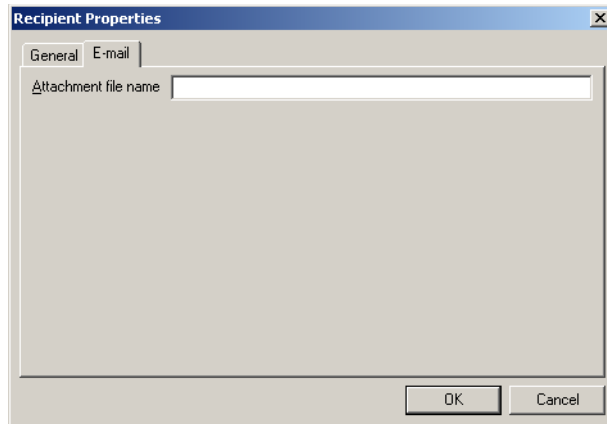 Recipient Properties
General E-mail
Attachment file name
OK Cancel